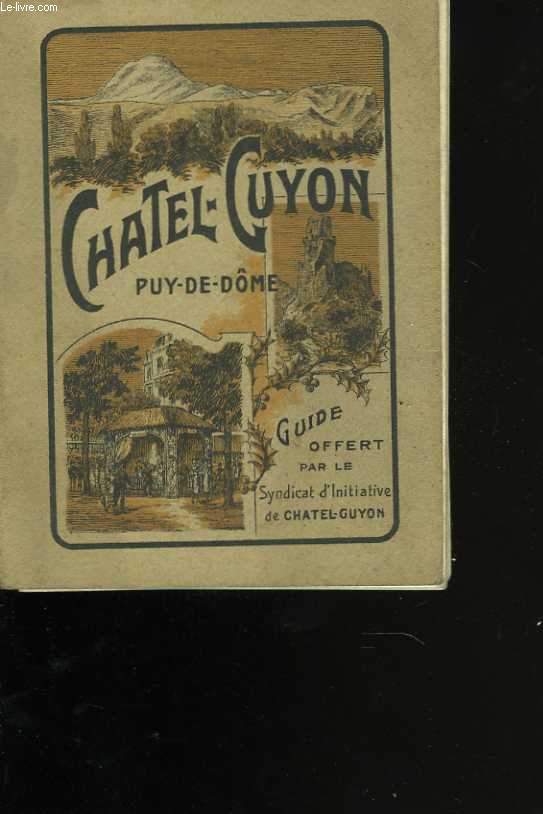 Le-livre.com
CHATEL-GUYON
PUY-DE-DÔME
GUIDE
OFFERT
PAR LE
Syndicat d'Initiative
de CHATEL-GUYON